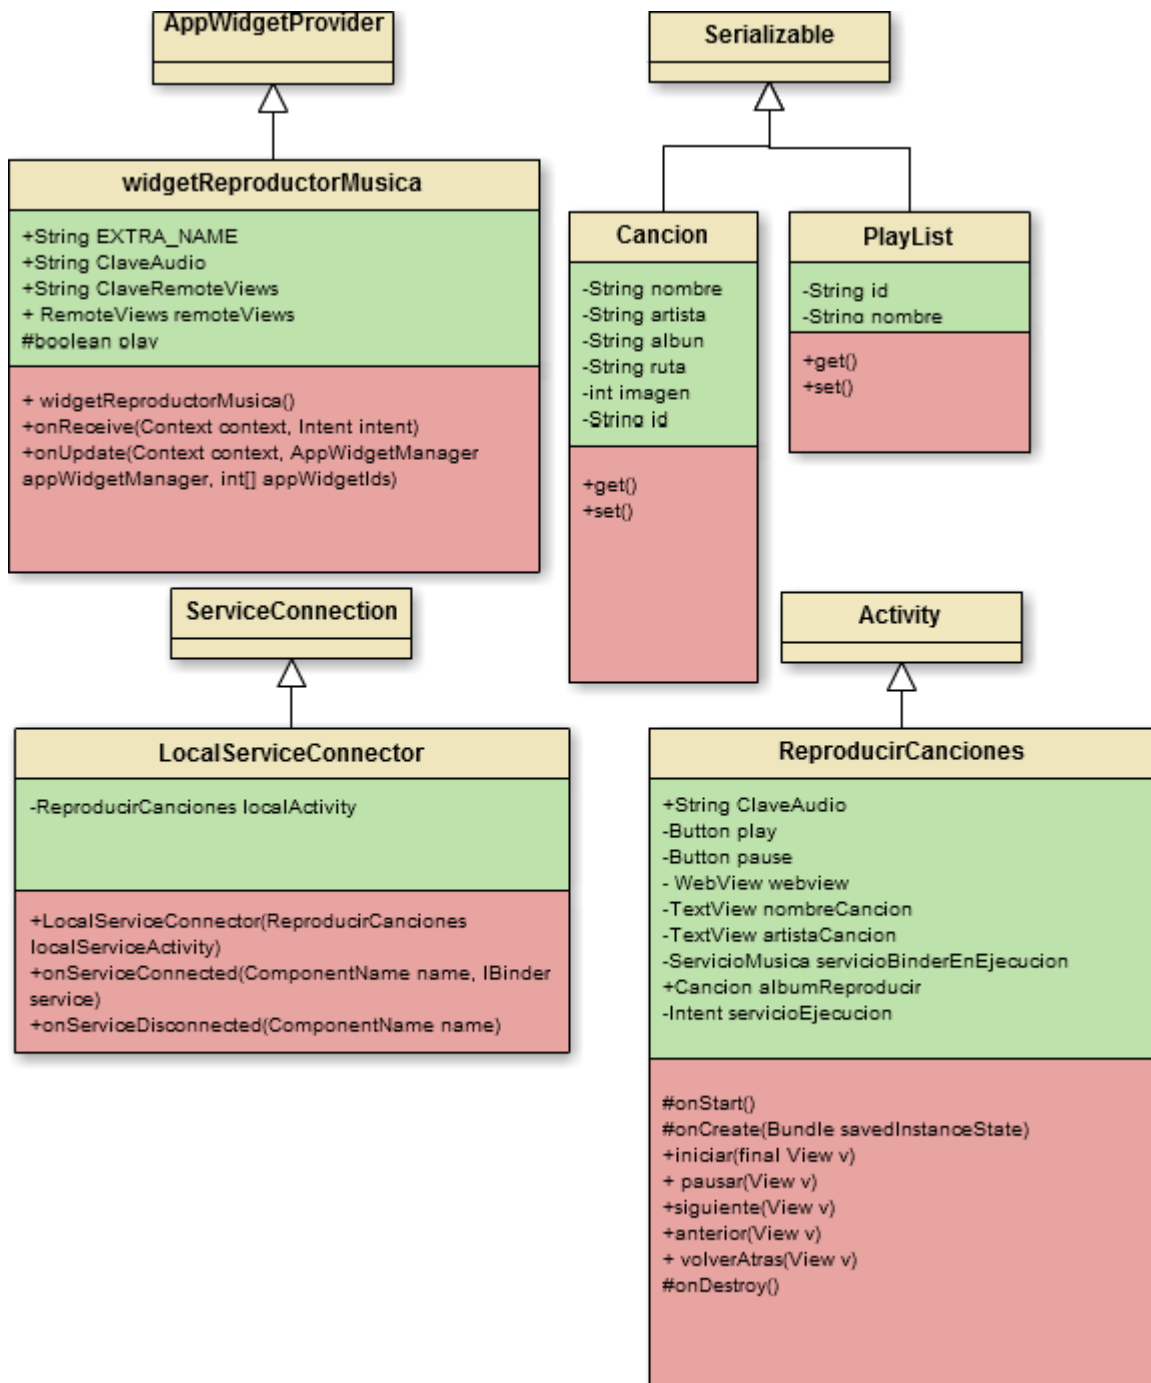 AppWidgetProvider
widgetReproductorMusica
+String EXTRA_NAME
+String ClaveAudio
+String ClaveRemoteViews
+ RemoteViews remoteViews
#boolean play
+ widgetReproductorMusica()
+onReceive(Context context, Intent intent)
+onUpdate(Context context, AppWidgetManager
appWidgetManager, int[] appWidgetIds)
Serializable
Cancion
-String nombre
-String artista
-String albun
-String ruta
-int imagen
-String id
+get()
+set()
PlayList
-String id
-String nombre
+get()
+set()
ServiceConnection
LocalServiceConnector
-ReproducirCanciones localActivity
+LocalServiceConnector(ReproducirCanciones
localServiceActivity)
+onServiceConnected(ComponentName name, IBinder
service)
+onServiceDisconnected(ComponentName name)
Activity
ReproducirCanciones
+String ClaveAudio
-Button play
-Button pause
- WebView webview
-TextView nombreCancion
-TextView artistaCancion
-ServicioMusica servicioBinderEnEjecucion
+Cancion albumReproducir
-Intent servicioEjecucion
#onStart()
#onCreate(Bundle savedInstanceState)
+iniciar(final View v)
+ pausar(View v)
+siguiente(View v)
+anterior(View v)
+ volverAtras(View v)
#onDestroy()